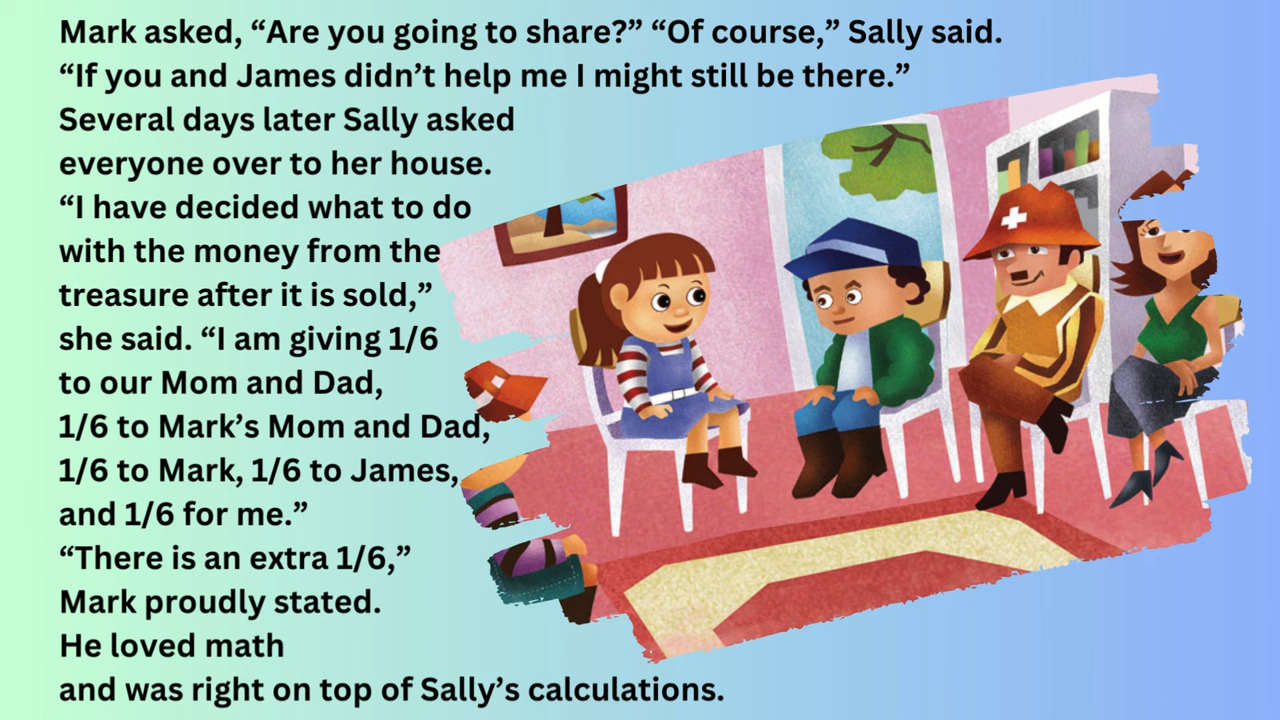 Mark asked, “Are you going to share?” “Of course,” Sally said.
“If you and James didn’t help me I might still be there.”
Several days later Sally asked
everyone over to her house.
“I have decided what to do
with the money from the
treasure after it is sold,”
she said. “I am giving 1/6
to our Mom and Dad,
1/6 to Mark’s Mom and Dad,
1/6 to Mark, 1/6 to James,
and 1/6 for me.”
“There is an extra 1/6,”
Mark proudly stated.
He loved math
and was right on top of Sally’s calculations.